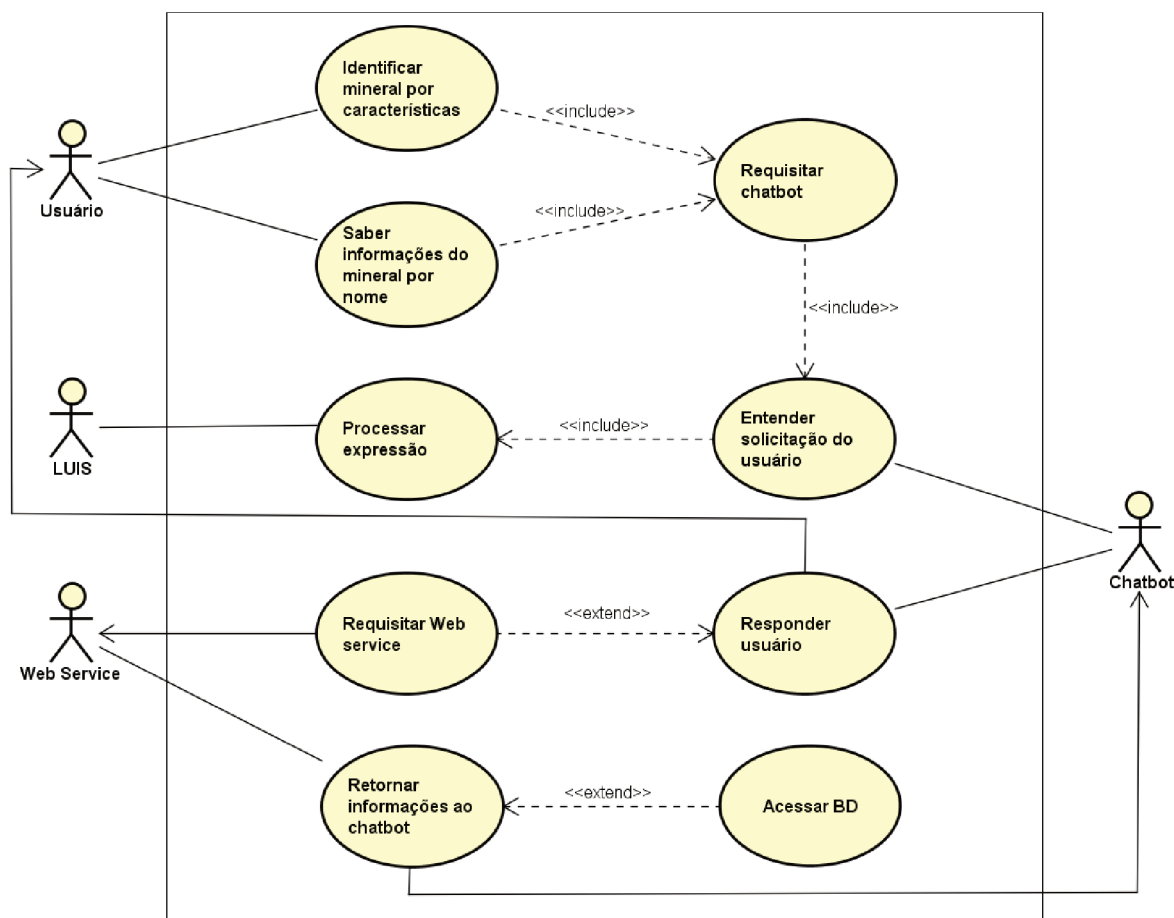 Identificar
mineral por
características
<<include>>
Requisitar
chatbot
Usuário
<<include>>
Saber
informações do
mineral por
nome
<<include>>
LUIS
Processar
expressão
<<include>>
Entender
solicitação do
usuário
Chatbot
Web Service
Requisitar Web
service
<<extend>>
Responder
usuário
Retornar
informações ao
chatbot
<<extend>>
Acessar BD